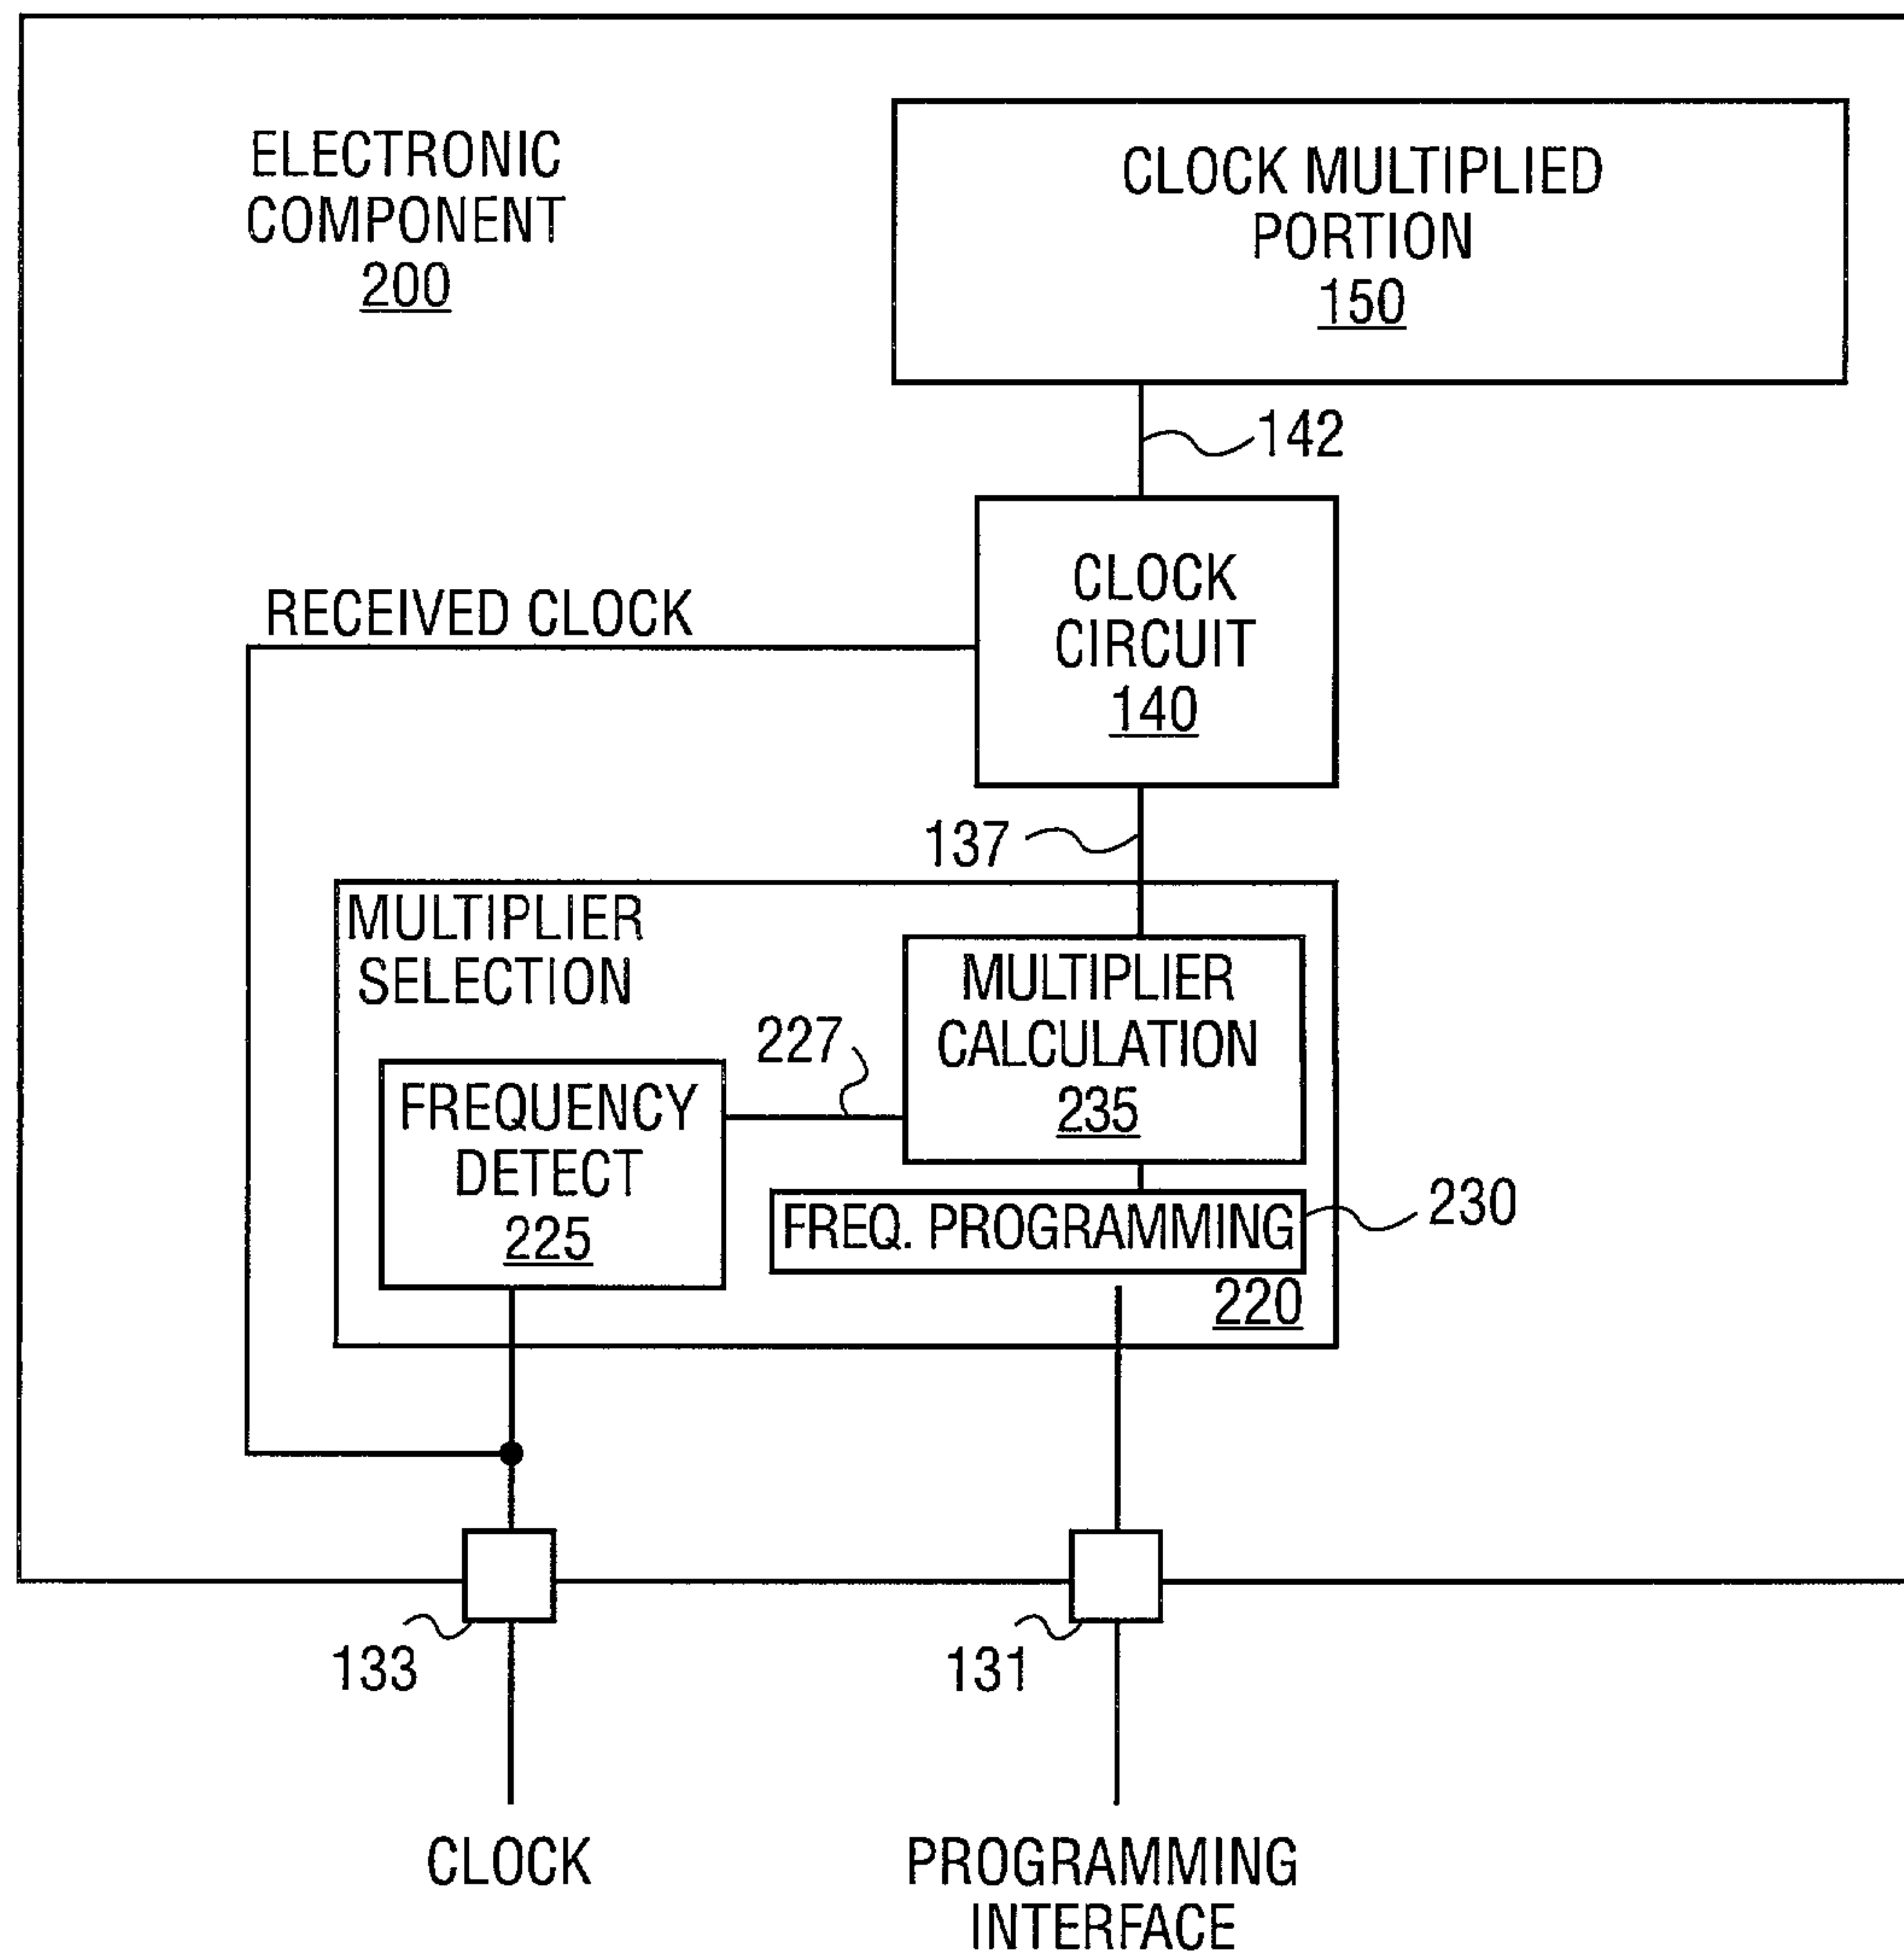 ELECTRONIC
COMPONENT
200
CLOCK MULTIPLIED
PORTION
150
142
CLOCK
CIRCUIT
140
RECEIVED CLOCK
137
MULTIPLIER
SELECTION
MULTIPLIER
CALCULATION
235
227
FREQUENCY
DETECT
225
FREQ. PROGRAMMING
230
220
133
131
CLOCK
PROGRAMMING
INTERFACE